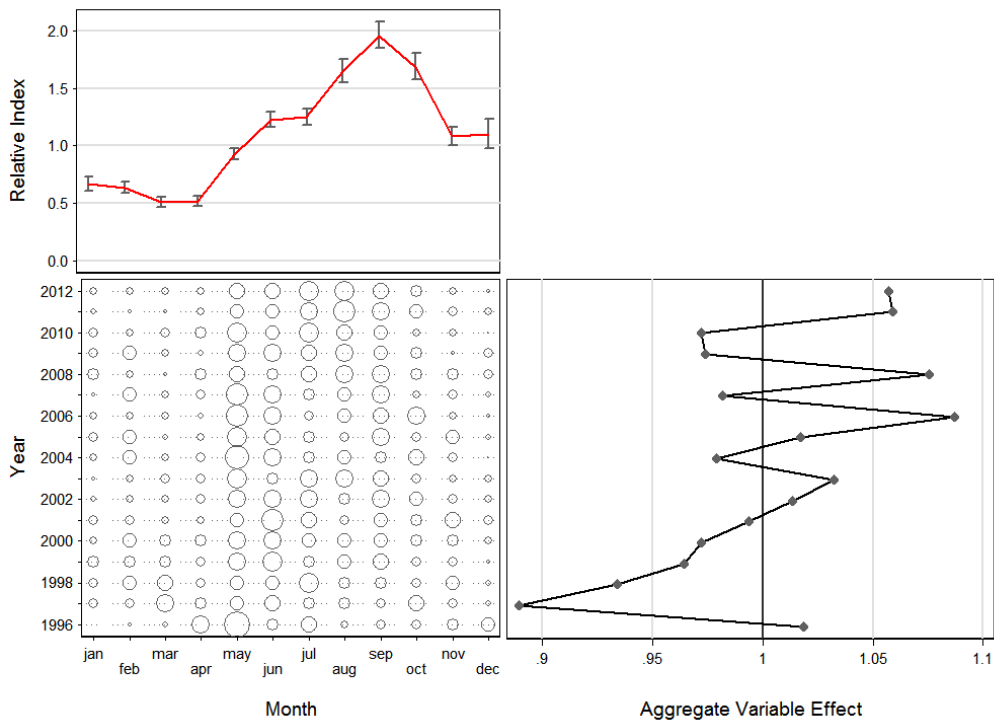 2.0
1.5
1.0
0.5
0.0
Relative Index
2012
2010
2008
2006
2004
2002
2000
1998
1996
Year
jan feb mar apr may jun jul aug sep oct nov dec
Month
.9 .95 1 1.05 1.1
Aggregate Variable Effect